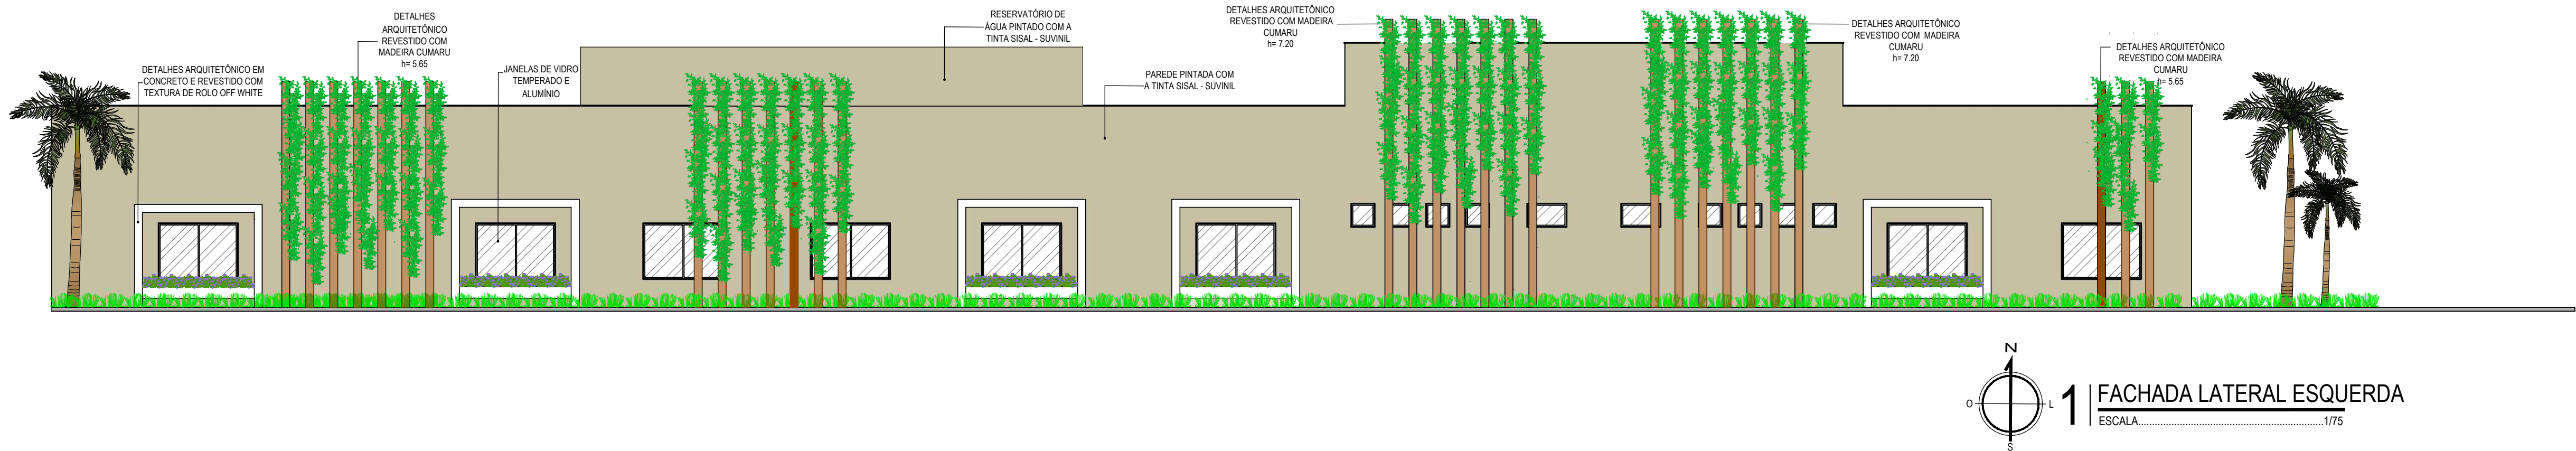 DETALHES ARQUITETÔNICO EM
CONCRETO E REVESTIDO COM
TEXTURA DE ROLO OFF WHITE
DETALHES
ARQUITETÔNICO
REVESTIDO COM
MADEIRA CUMARU
h= 5.65
JANELAS DE VIDRO
TEMPERADO E
ALUMÍNIO
RESERVATÓRIO DE
ÁGUA PINTADO COM A
TINTA SISAL - SUVINIL
PAREDE PINTADA COM
A TINTA SISAL - SUVINIL
DETALHES ARQUITETÔNICO
REVESTIDO COM MADEIRA
CUMARU
h= 7.20
DETALHES ARQUITETÔNICO
REVESTIDO COM MADEIRA
CUMARU
h= 7.20
DETALHES ARQUITETÔNICO
REVESTIDO COM MADEIRA
CUMARU
h= 5.65
N
O
L
S
1
FACHADA LATERAL ESQUERDA
ESCALA..........................................................1/75